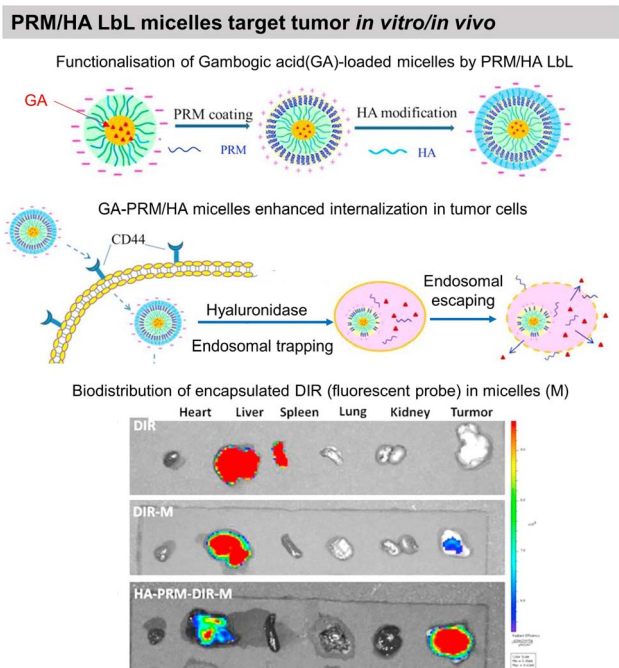 PRM/HA LbL micelles target tumor in vitro/in vivo
Functionalisation of Gambogic acid(GA)-loaded micelles by PRM/HA LbL
GA
PRM coating
HA modification
PRM
HA
GA-PRM/HA micelles enhanced internalization in tumor cells
CD44
Hyaluronidase
Endosomal trapping
Endosomal escaping
Biodistribution of encapsulated DIR (fluorescent probe) in micelles (M)
Heart Liver Spleen Lung Kidney Turmor
DIR
DIR-M
HA-PRM-DIR-M